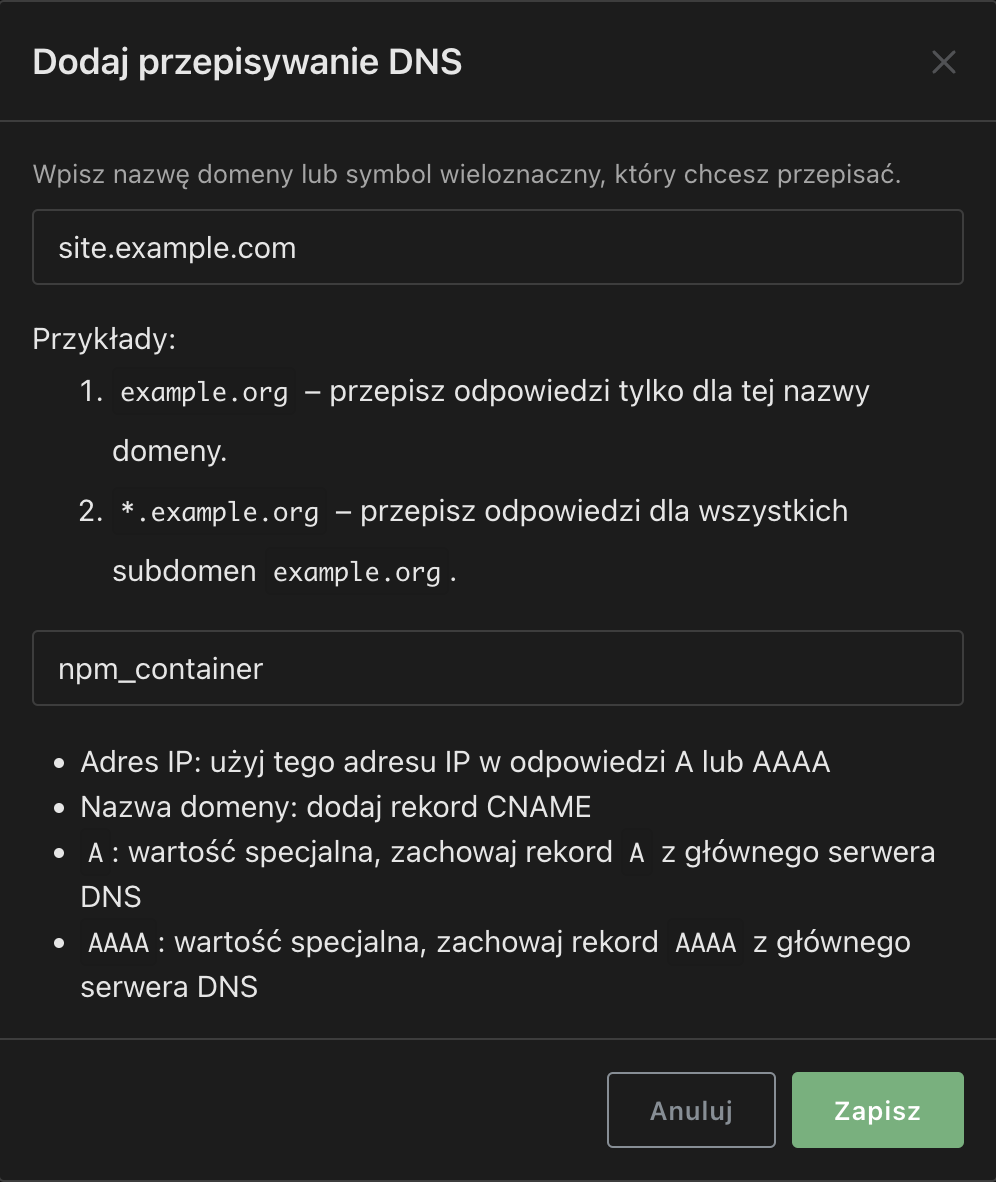 Dodaj przepisywanie DNS
Wpisz nazwę domeny lub symbol wieloznaczny, który chcesz przepisać.
site.example.com
Przykłady:
1. example.org – przepisz odpowiedzi tylko dla tej nazwy
domeny.
2. *.example.org – przepisz odpowiedzi dla wszystkich
subdomen example.org.
npm_container
• Adres IP: użyj tego adresu IP w odpowiedzi A lub AAAA
• Nazwa domeny: dodaj rekord CNAME
• A: wartość specjalna, zachowaj rekord A z głównego serwera
DNS
• AAAA: wartość specjalna, zachowaj rekord AAAA z głównego
serwera DNS
Anuluj
Zapisz